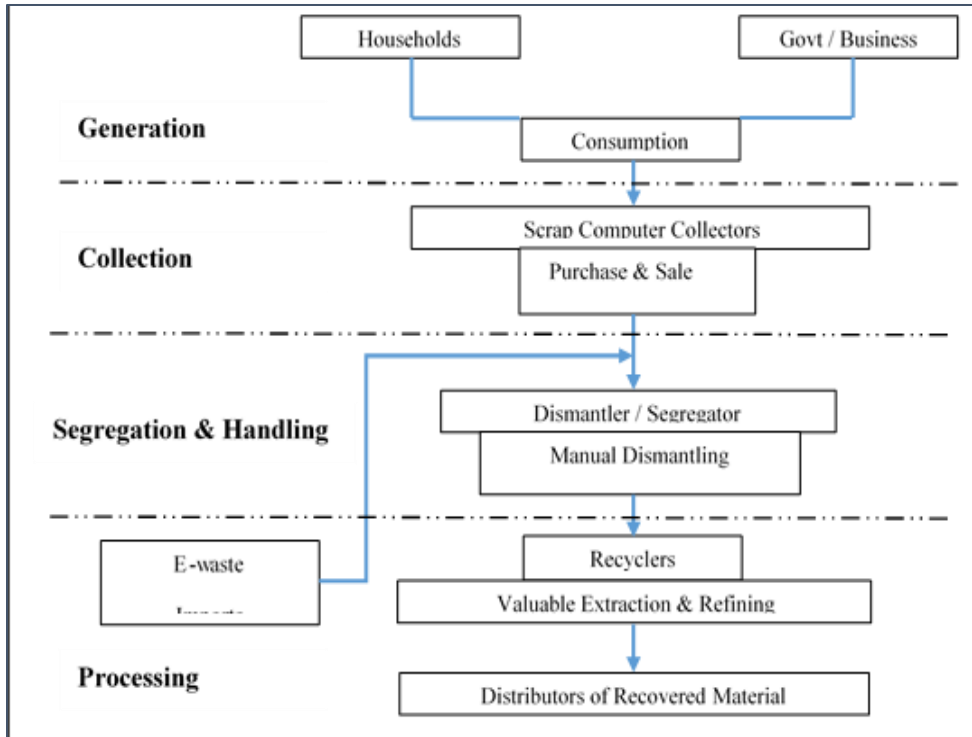 Households
Govt / Business
Generation
Consumption
Scrap Computer Collectors
Collection
Purchase & Sale
Dismantler / Segregator
Segregation & Handling
Manual Dismantling
E-waste
Recyclers
Valuable Extraction & Refining
Processing
Distributors of Recovered Material